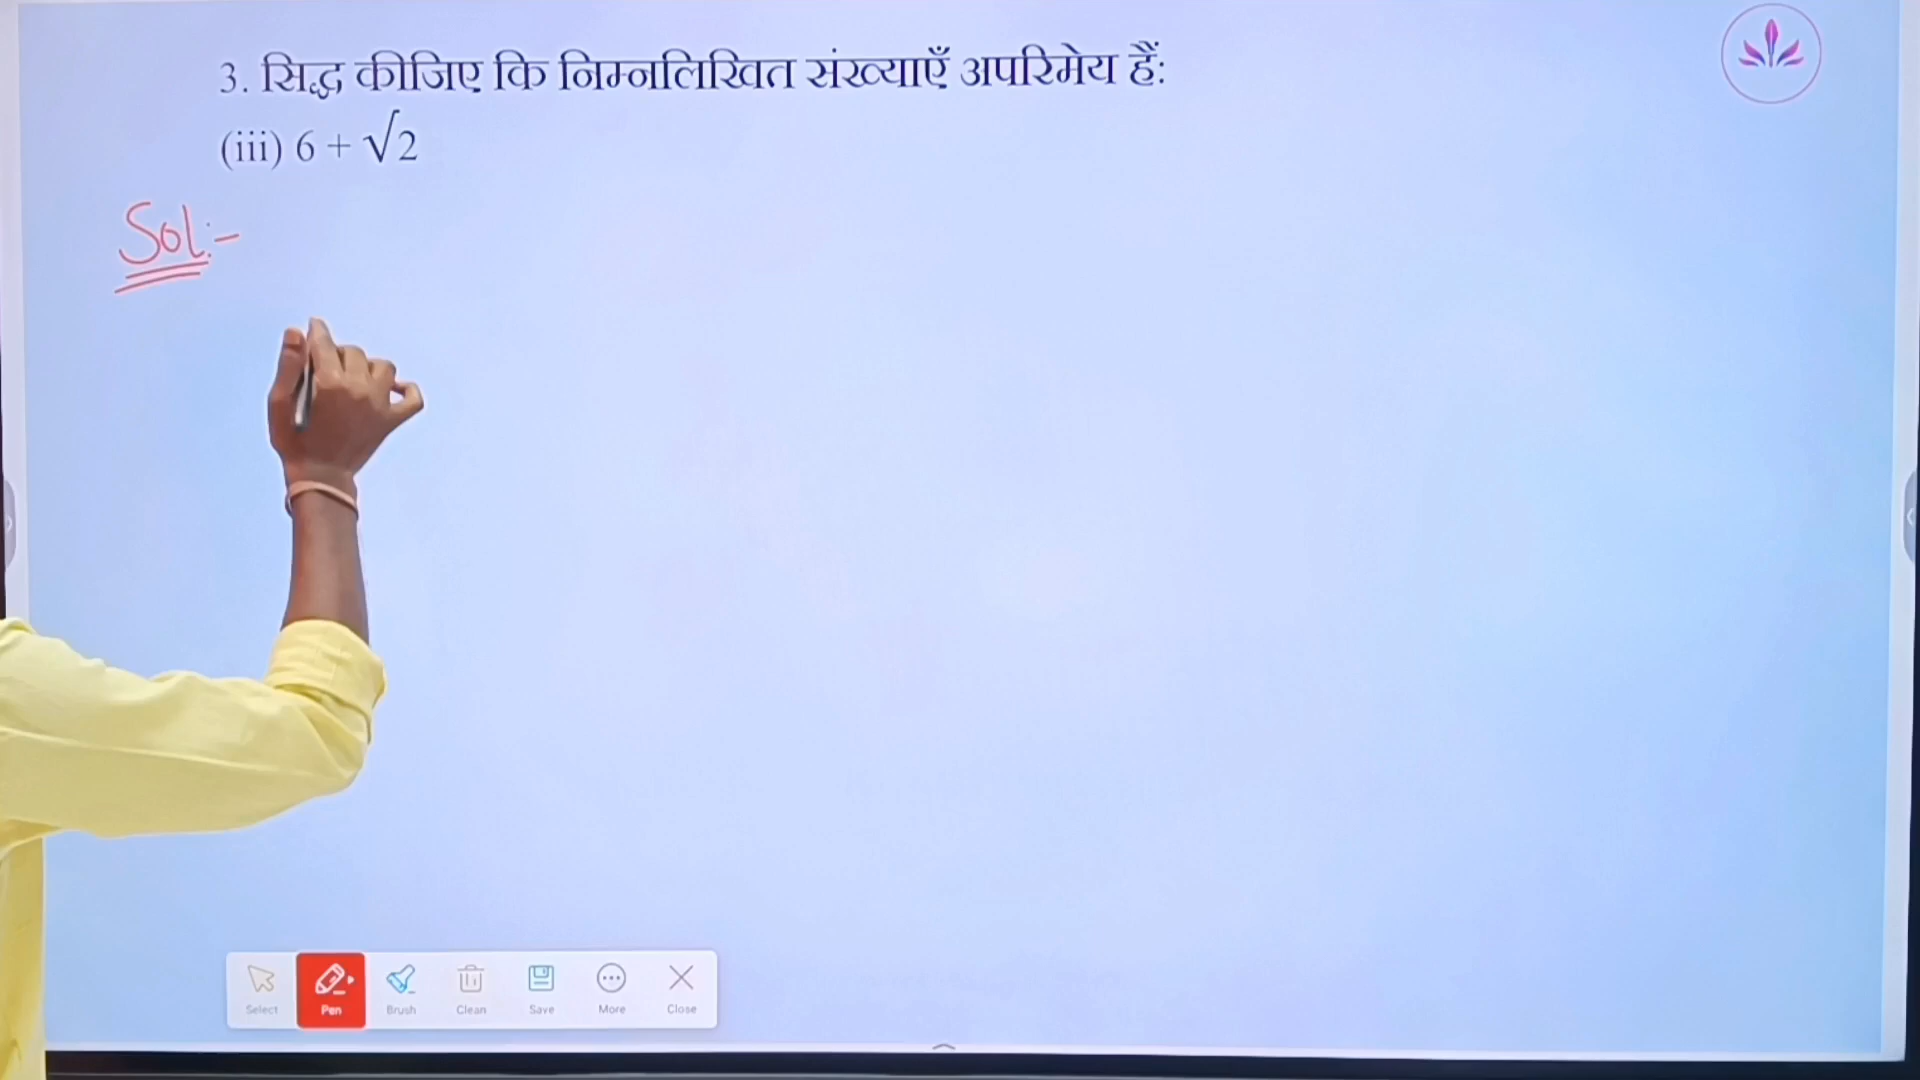 3. सिद्ध कीजिए कि निम्नलिखित संख्याएँ अपरिमेय हैं:
(iii) 6 + √2
Sol:-
Select Pen Brush Clean Save More Close